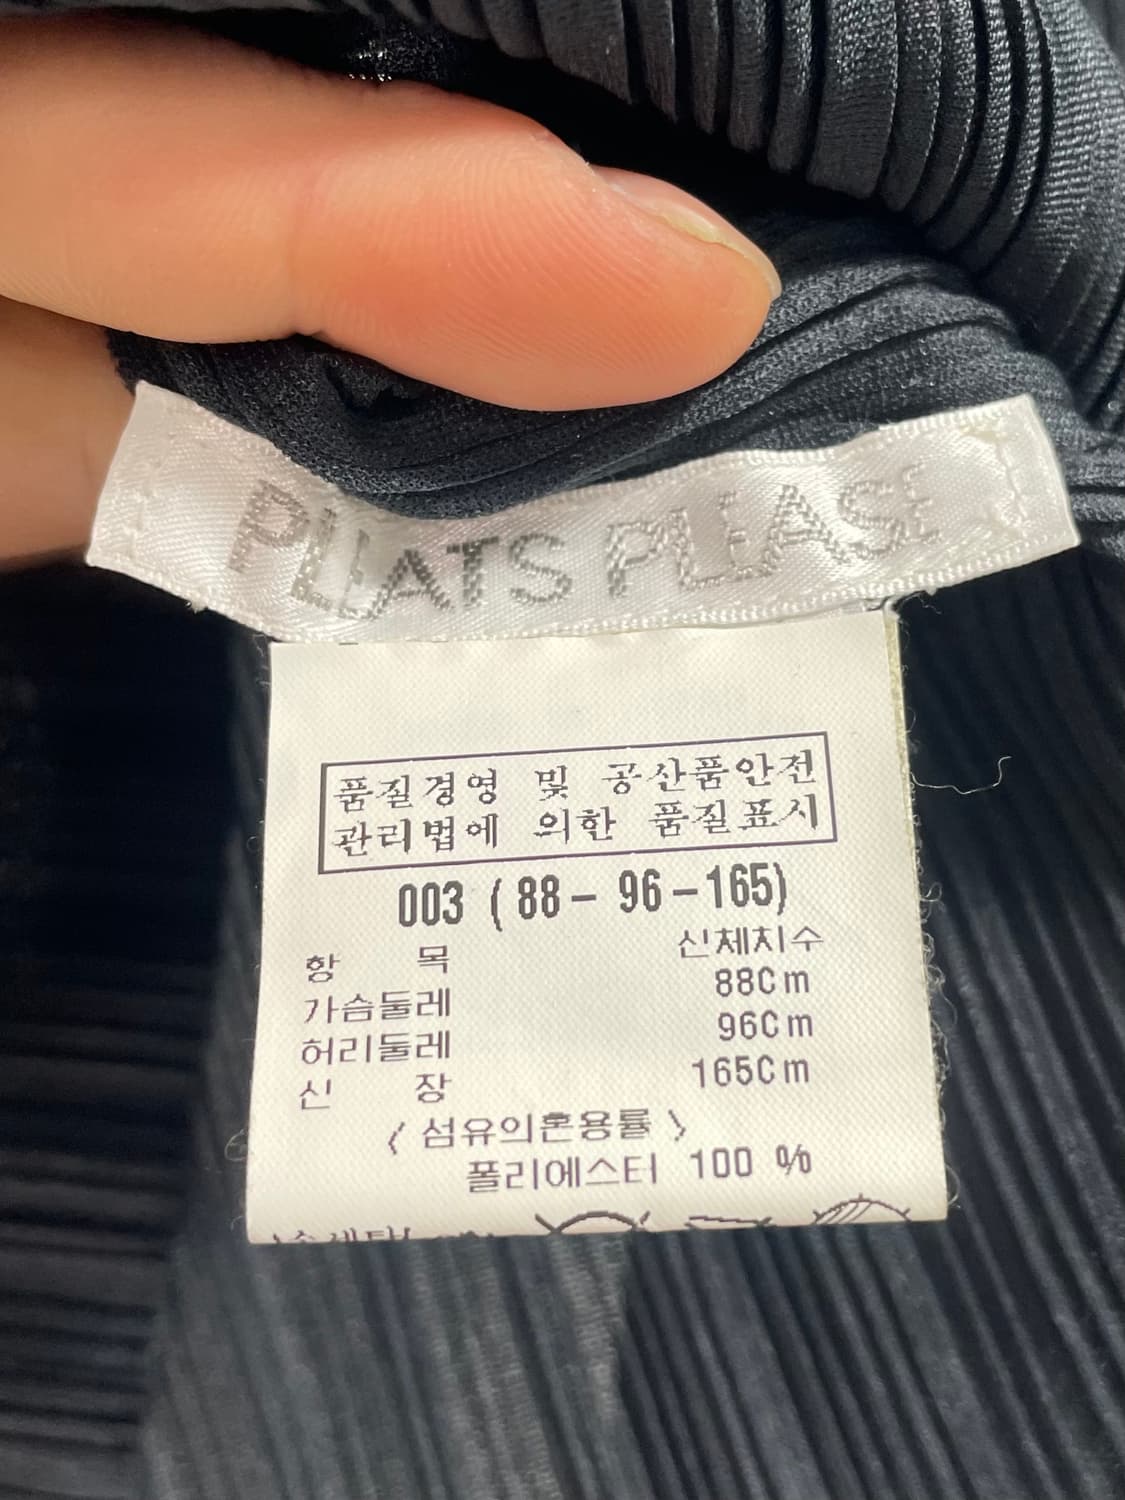 PLEATS PLEASE
품질경영 및 공산품안전
관리법에 의한 품질표시
003 ( 88 - 96 - 165)
항 목 신체치수
가슴둘레 88Cm
허리둘레 96Cm
신 장 165Cm
〈 섬유의혼용률 〉
폴리에스터 100 %